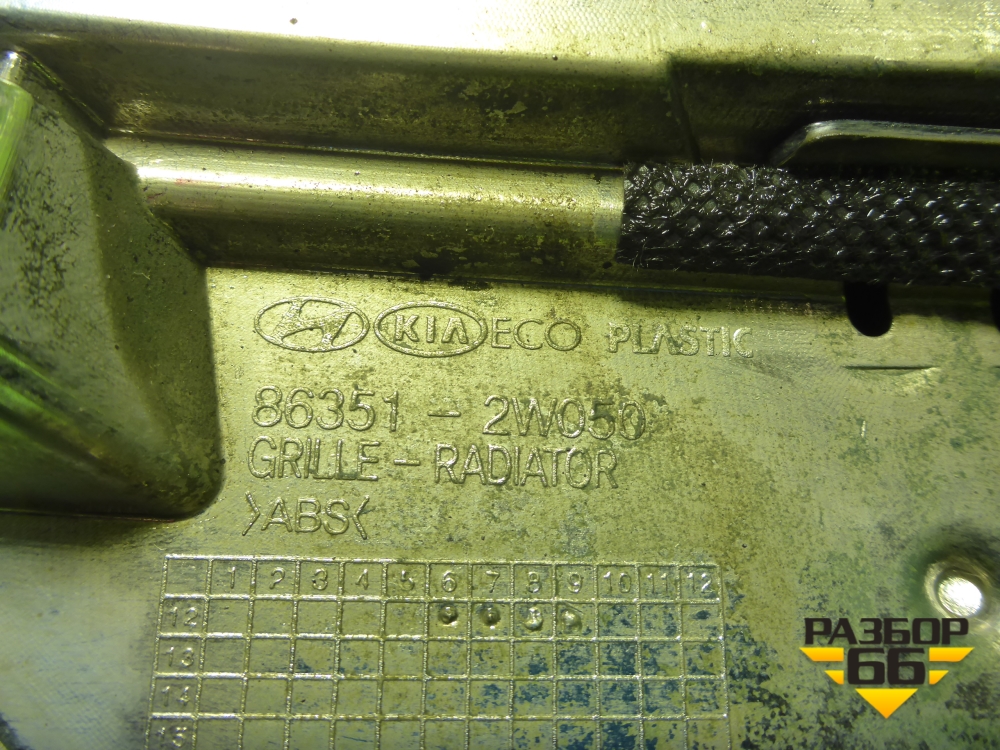 KIA ECO PLASTIC
86351 - 2W050
GRILLE - RADIATOR
>ABS<
1 2 3 4 5 6 7 8 9 10 11 12
12
13
14
15
РАЗБОР
66